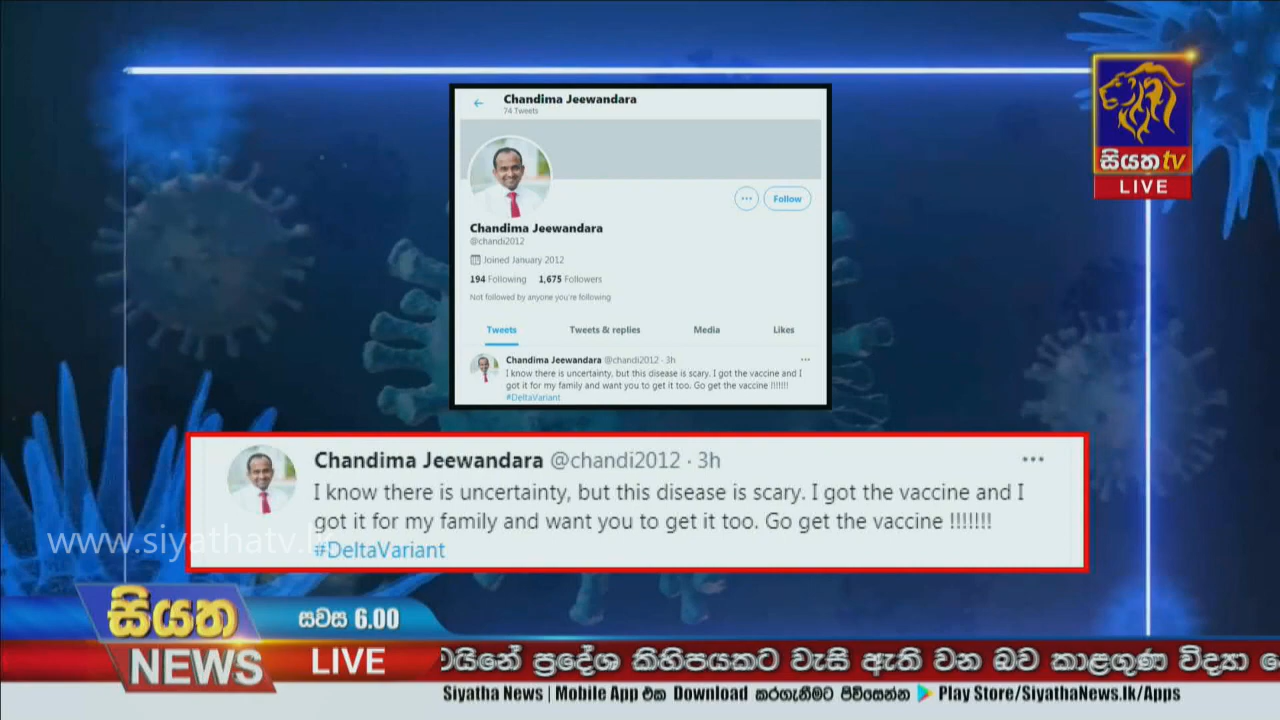 Chandima Jeewandara
74 Tweets
Follow
Chandima Jeewandara
@chandi2012
Joined January 2012
194 Following 1,675 Followers
Not followed by anyone you're following
Tweets Tweets & replies Media Likes
Chandima Jeewandara @chandi2012 · 3h
I know there is uncertainty, but this disease is scary. I got the vaccine and I
got it for my family and want you to get it too. Go get the vaccine !!!!!!!
#DeltaVariant
සියත tv
LIVE
Chandima Jeewandara @chandi2012 · 3h
I know there is uncertainty, but this disease is scary. I got the vaccine and I
got it for my family and want you to get it too. Go get the vaccine !!!!!!!
#DeltaVariant
www.siyathatv.l
සියත
NEWS
සවස 6.00
LIVE
ප්‍රදේශ කිහිපයකට වැසි ඇති වන බව කාළගුණ විද්‍යා
Siyatha News | Mobile App එක Download කරගැනීමට පිවිසෙන්න Play Store/SiyathaNews.lk/Apps